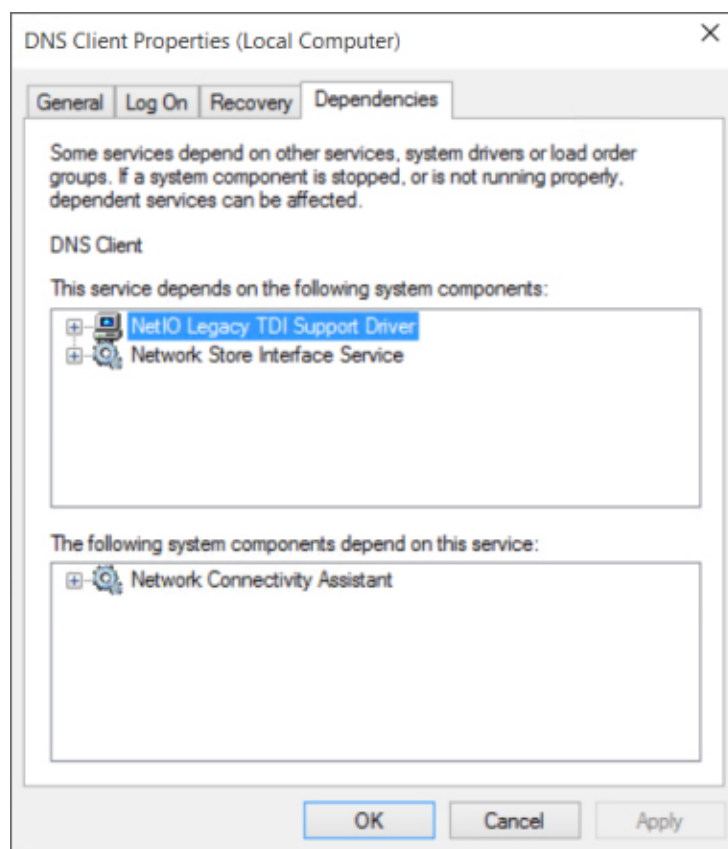 DNS Client Properties (Local Computer)
General Log On Recovery Dependencies
Some services depend on other services, system drivers or load order
groups. If a system component is stopped, or is not running properly,
dependent services can be affected.
DNS Client
This service depends on the following system components:
NetIO Legacy TDI Support Driver
Network Store Interface Service
The following system components depend on this service:
Network Connectivity Assistant
OK Cancel Apply